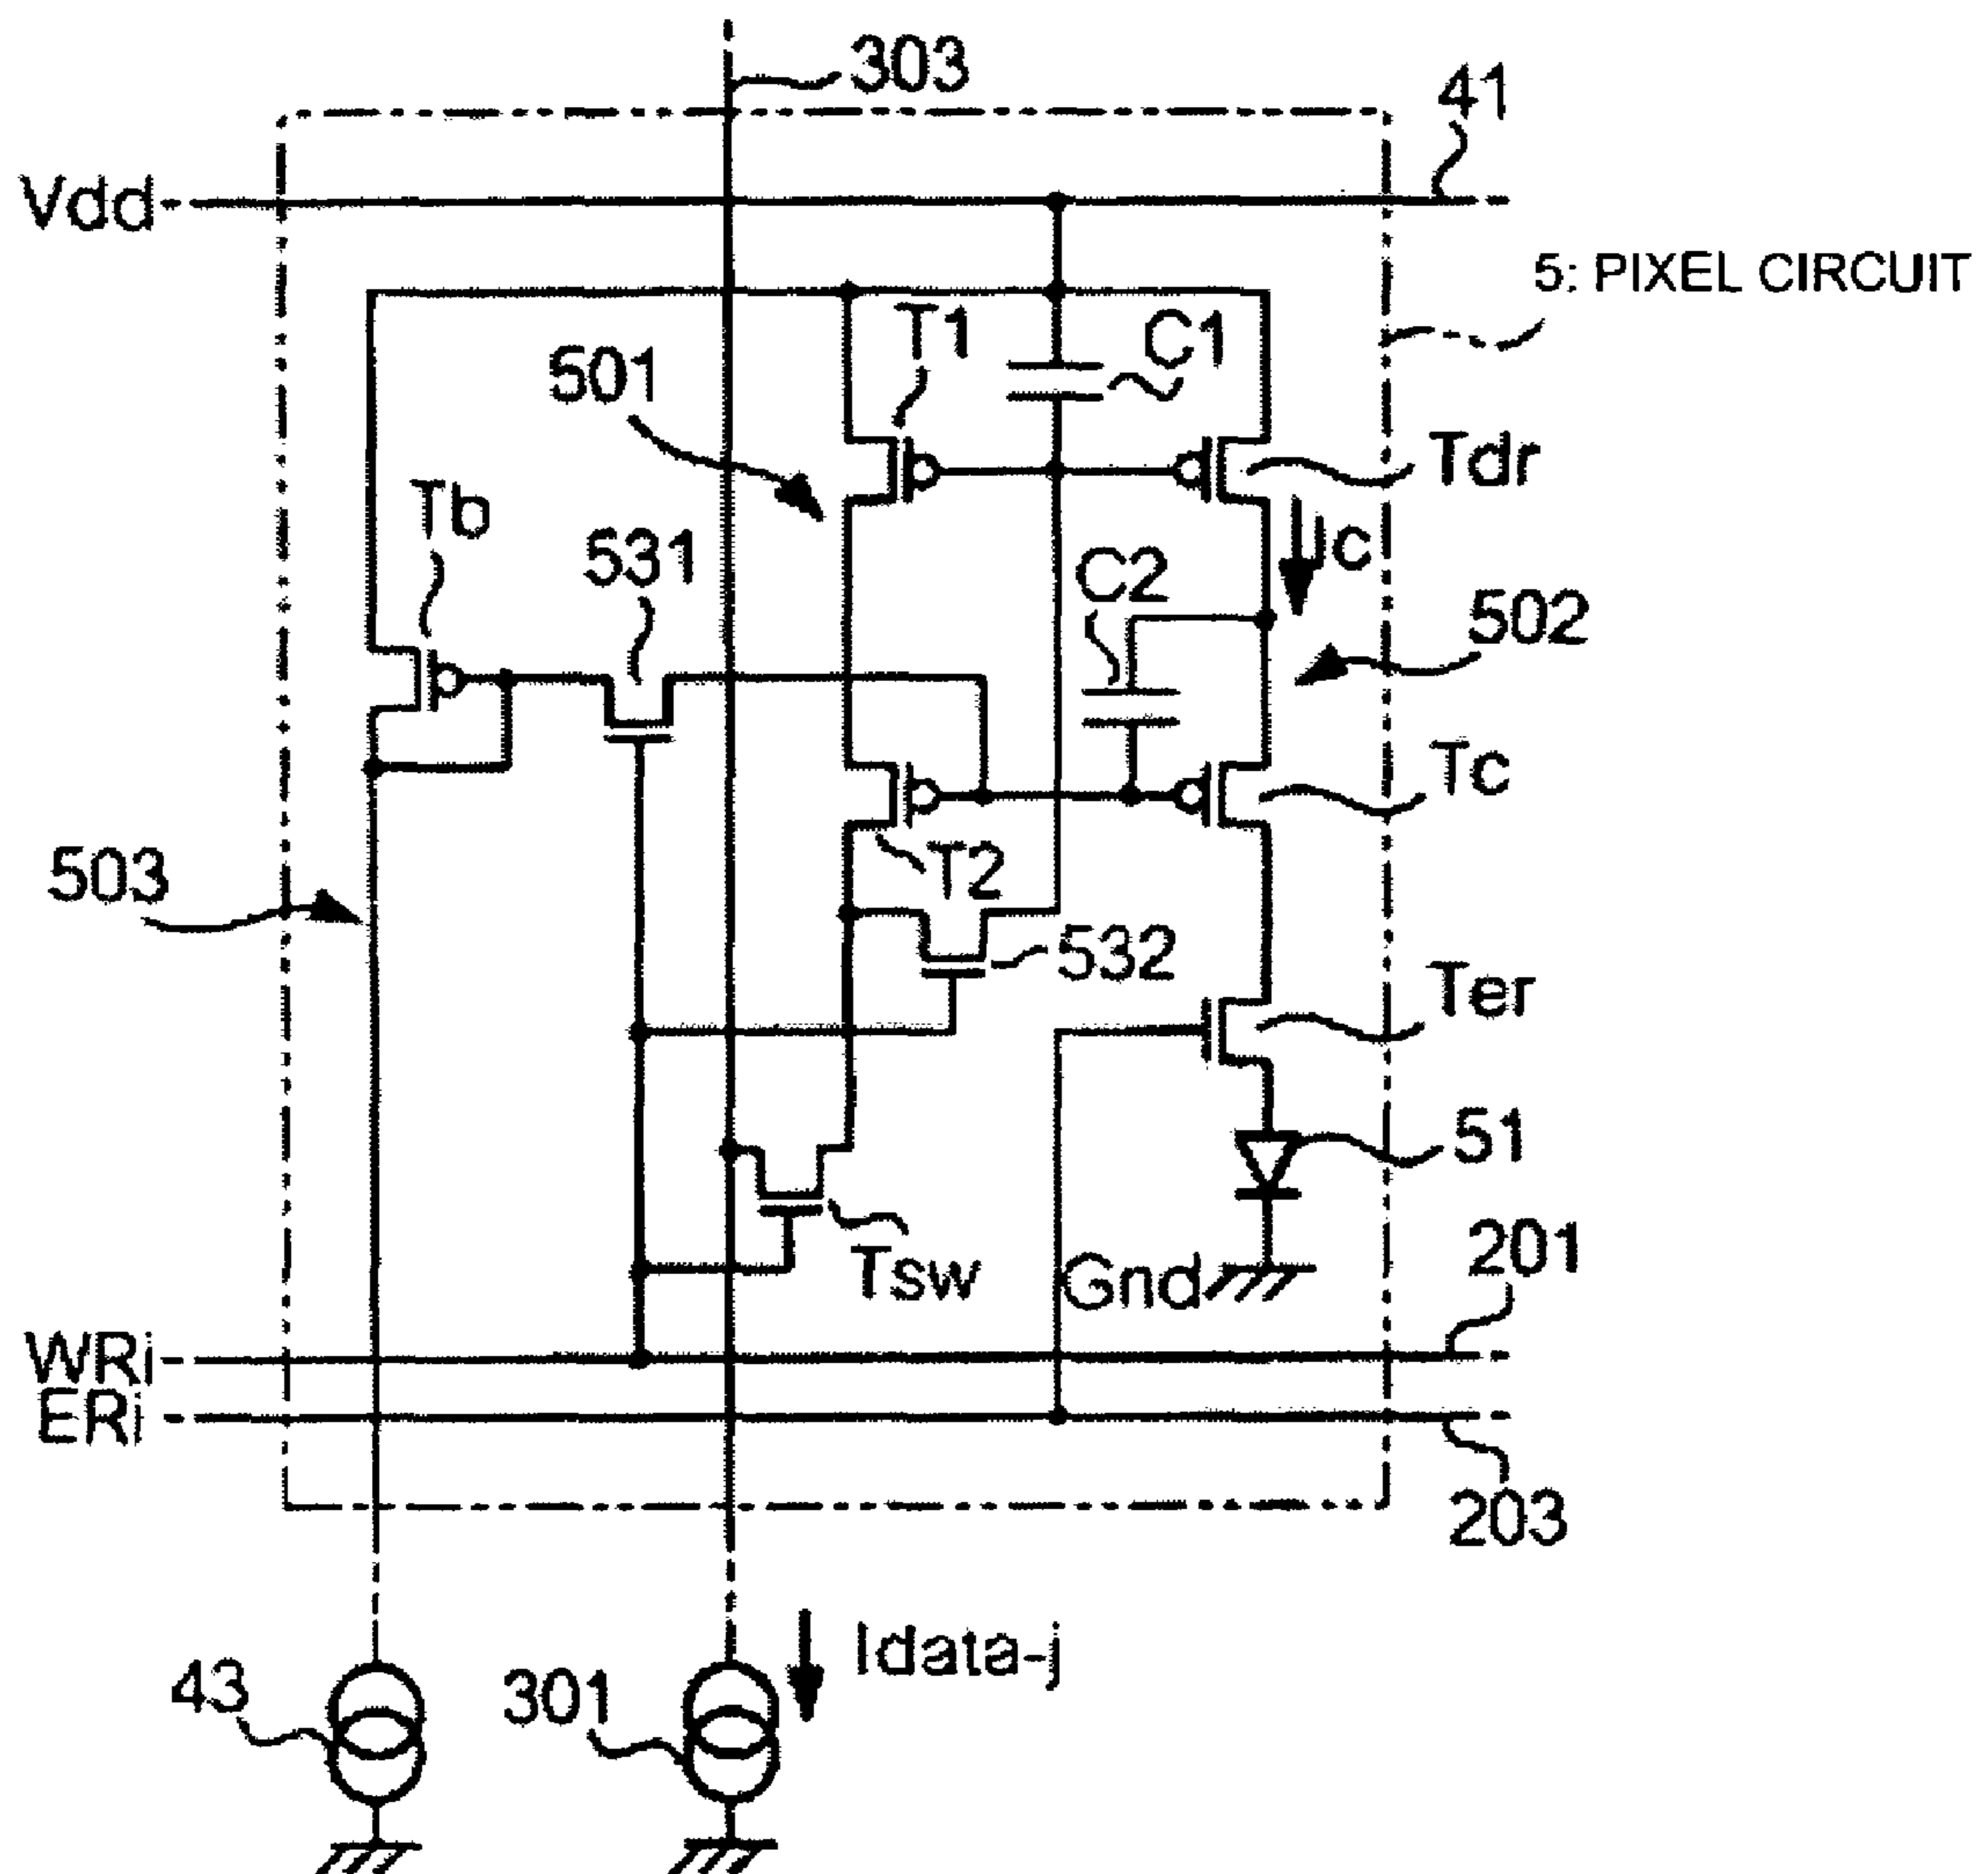 303
41
Vdd
5: PIXEL CIRCUIT
T1
C1
501
Tdr
Tb
531
C2
Jc
502
Tc
503
T2
532
Ter
51
Tsw
Gnd
201
WRi
ERi
203
43
301
Idata-j